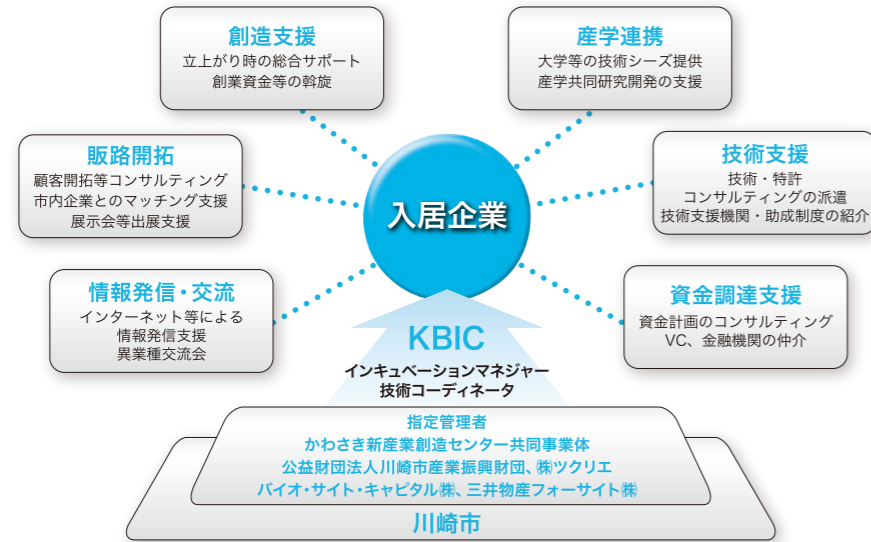 創造支援
立上がり時の総合サポート
創業資金等の斡旋
産学連携
大学等の技術シーズ提供
産学共同研究開発の支援
販路開拓
顧客開拓等コンサルティング
市内企業とのマッチング支援
展示会等出展支援
技術支援
技術・特許
コンサルティングの派遣
技術支援機関・助成制度の紹介
入居企業
情報発信・交流
インターネット等による
情報発信支援
異業種交流会
資金調達支援
資金計画のコンサルティング
VC、金融機関の仲介
KBIC
インキュベーションマネジャー
技術コーディネータ
指定管理者
かわさき新産業創造センター共同事業体
公益財団法人川崎市産業振興財団、㈱ツクリエ
バイオ・サイト・キャピタル㈱、三井物産フォーサイト㈱
川崎市